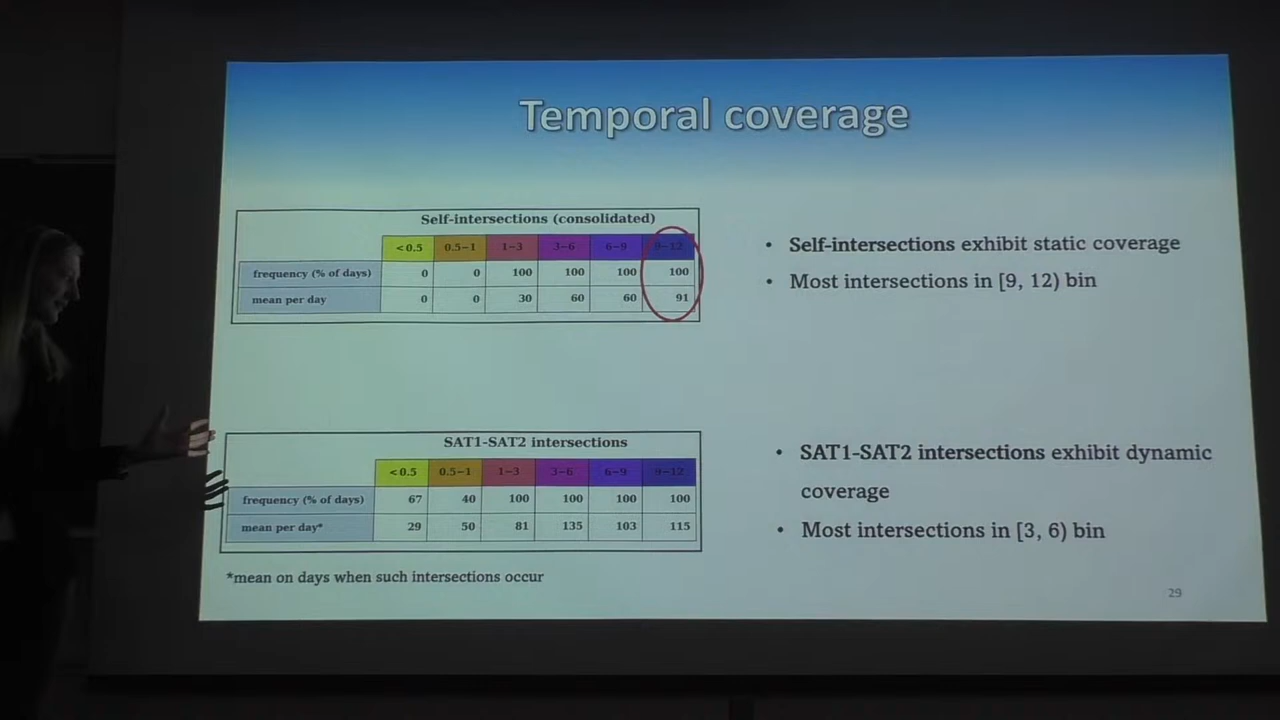 Temporal coverage
Self-intersections (consolidated)
<0.5 0.5−1 1−3 3−6 6−9 9−12
frequency (% of days) 0 0 100 100 100 100
mean per day 0 0 30 60 60 91
• Self-intersections exhibit static coverage
• Most intersections in [9, 12) bin
SAT1-SAT2 intersections
<0.5 0.5−1 1−3 3−6 6−9 9−12
frequency (% of days) 67 40 100 100 100 100
mean per day* 29 50 81 135 103 115
*mean on days when such intersections occur
• SAT1-SAT2 intersections exhibit dynamic
coverage
• Most intersections in [3, 6) bin
29